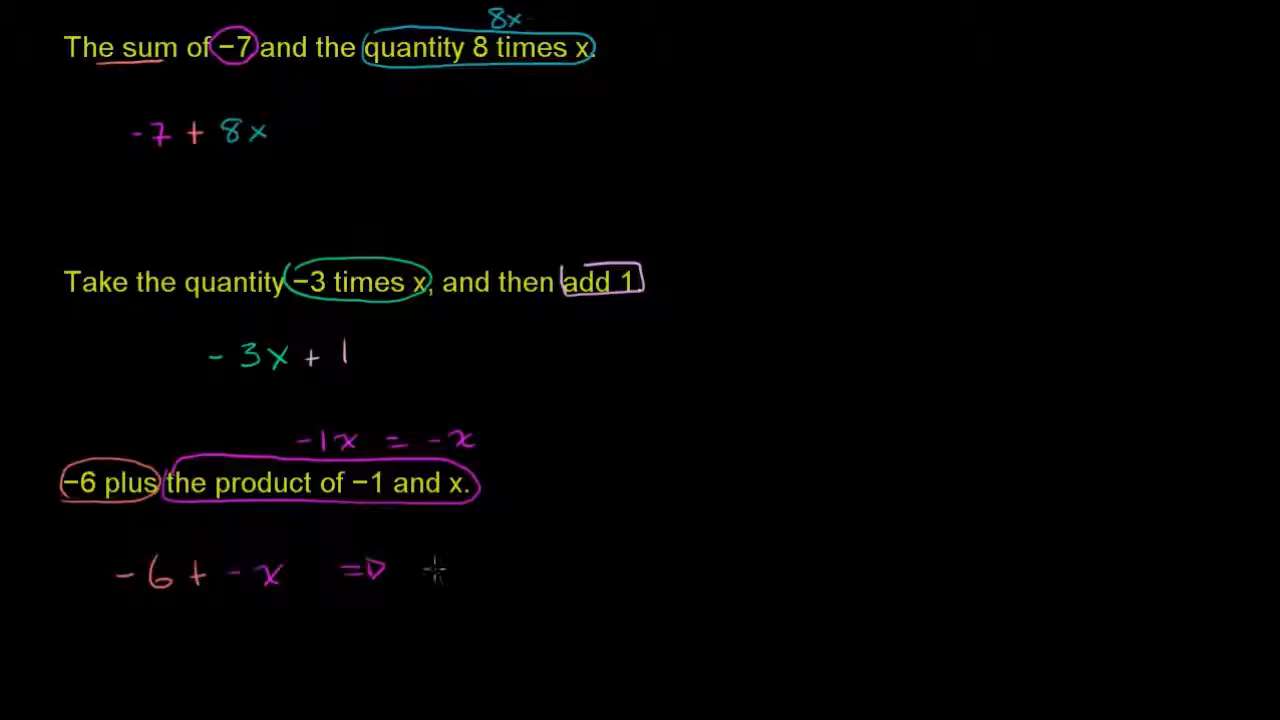 8x
The sum of −7 and the quantity 8 times x.
-7 + 8x
Take the quantity −3 times x, and then add 1.
- 3x + 1
-1x = -x
−6 plus the product of −1 and x.
-6 + -x ⇒